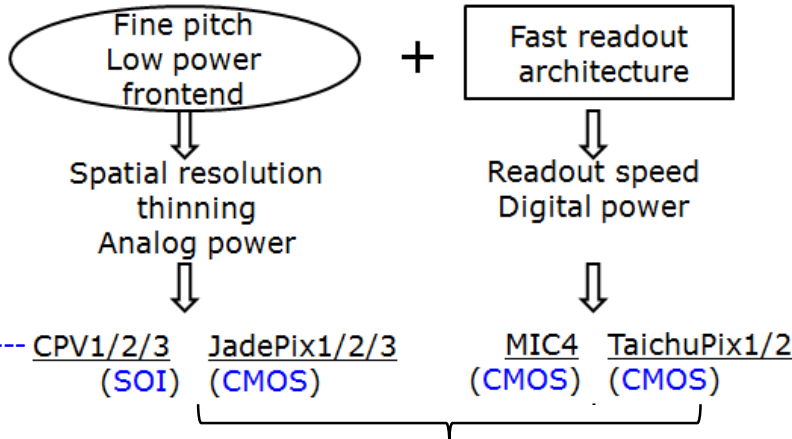 Fine pitch
Low power
frontend
+
Fast readout
architecture
Spatial resolution
thinning
Analog power
Readout speed
Digital power
--- CPV1/2/3 JadePix1/2/3 MIC4 TaichuPix1/2
(SOI) (CMOS) (CMOS) (CMOS)